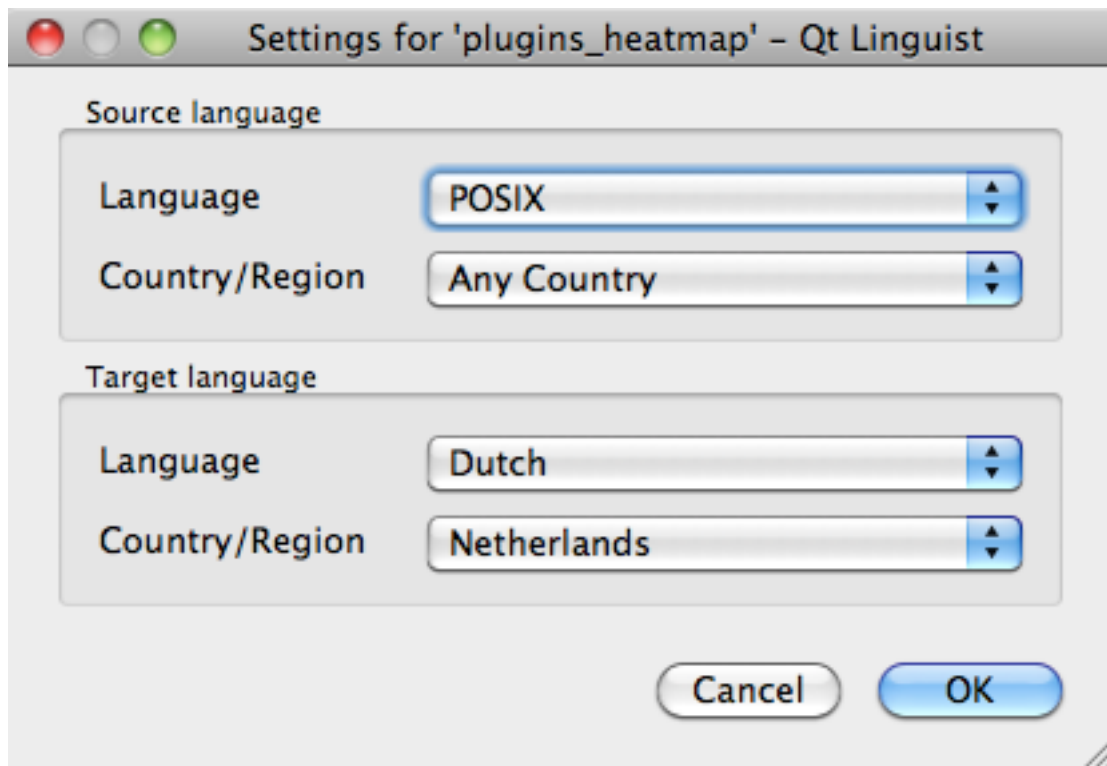 Settings for 'plugins_heatmap' – Qt Linguist
Source language
Language POSIX
Country/Region Any Country
Target language
Language Dutch
Country/Region Netherlands
Cancel OK